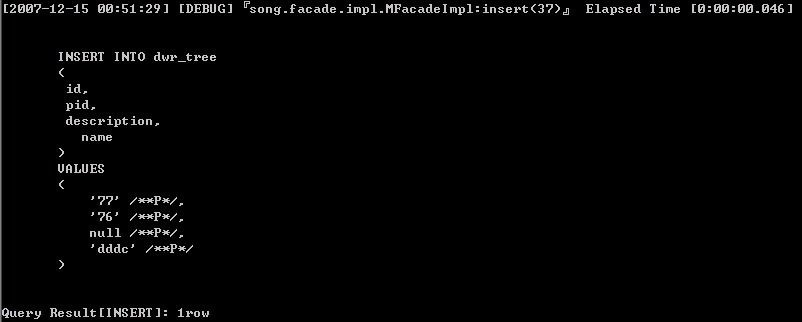 [2007-12-15 00:51:29] [DEBUG] 『song.facade.impl.MFacadeImpl:insert(37)』 Elapsed Time [0:00:00.046]
INSERT INTO dwr_tree
(
id,
pid,
description,
name
)
VALUES
(
'77' /**P*/,
'76' /**P*/,
null /**P*/,
'dddc' /**P*/
)
Query Result[INSERT]: 1row